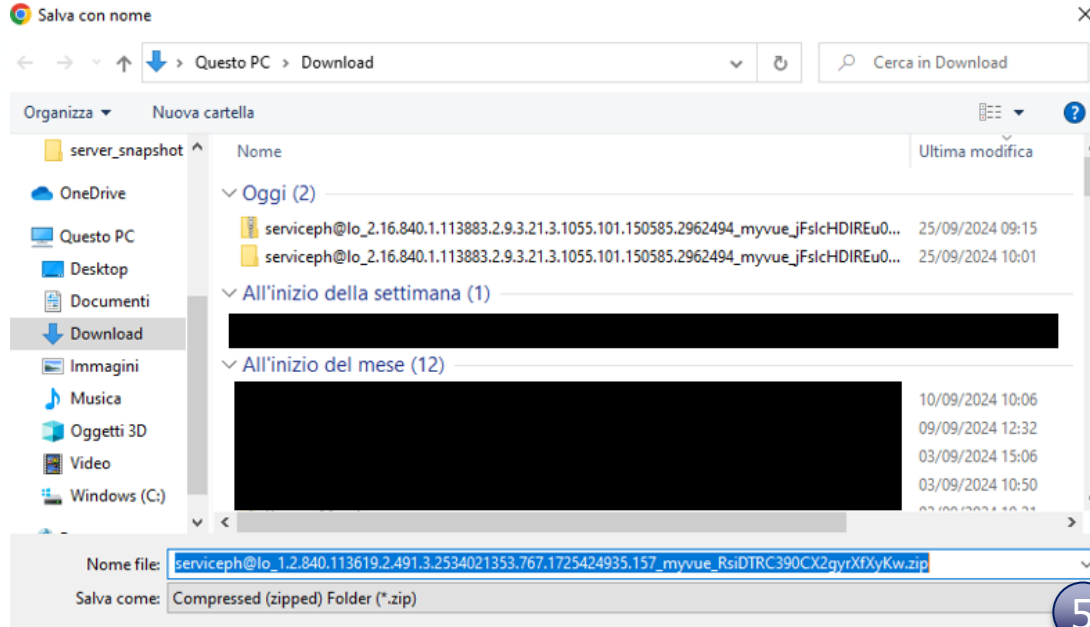 Salva con nome
Questo PC > Download
Cerca in Download
Organizza
Nuova cartella
server_snapshot
OneDrive
Questo PC
Desktop
Documenti
Download
Immagini
Musica
Oggetti 3D
Video
Windows (C:)
Nome
Ultima modifica
Oggi (2)
serviceph@lo_2.16.840.1.113883.2.9.3.21.3.1055.101.150585.2962494_myvue_jFsIcHDIREu0... 25/09/2024 09:15
serviceph@lo_2.16.840.1.113883.2.9.3.21.3.1055.101.150585.2962494_myvue_jFsIcHDIREu0... 25/09/2024 10:01
All'inizio della settimana (1)
All'inizio del mese (12)
10/09/2024 10:06
09/09/2024 12:32
03/09/2024 15:06
03/09/2024 10:50
Nome file: serviceph@lo_1.2.840.113619.2.491.3.2534021353.767.1725424935.157_myvue_RsiDTRC390CX2gyrXfXyKw.zip
Salva come: Compressed (zipped) Folder (*.zip)
5